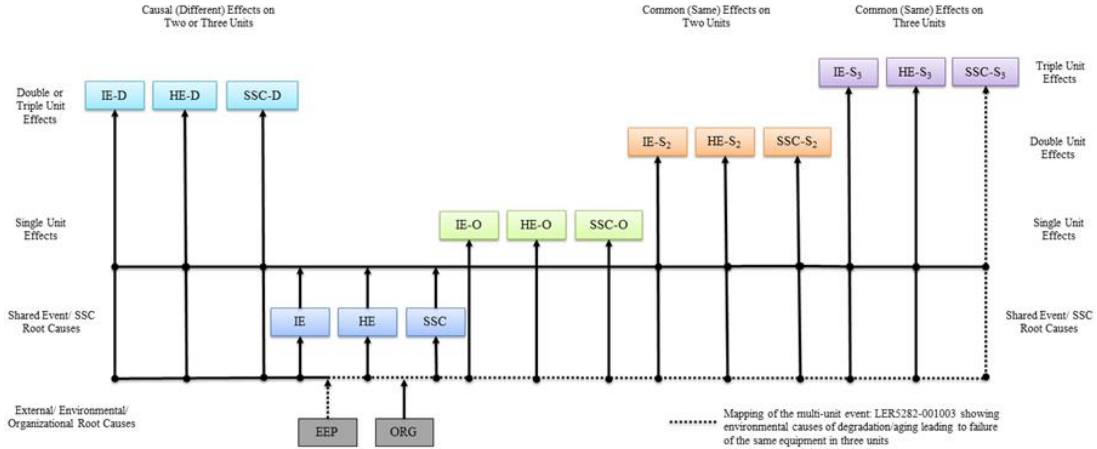 Causal (Different) Effects on
Two or Three Units
Common (Same) Effects on
Two Units
Common (Same) Effects on
Three Units
IE-S3
HE-S3
SSC-S3
Triple Unit
Effects
Double or
Triple Unit
Effects
IE-D
HE-D
SSC-D
IE-S2
HE-S2
SSC-S2
Double Unit
Effects
Single Unit
Effects
IE-O
HE-O
SSC-O
Single Unit
Effects
Shared Event/ SSC
Root Causes
IE
HE
SSC
Shared Event/ SSC
Root Causes
External/ Environmental/
Organizational Root Causes
EEP
ORG
Mapping of the multi-unit event: LER5282-001003 showing
environmental causes of degradation/aging leading to failure
of the same equipment in three units